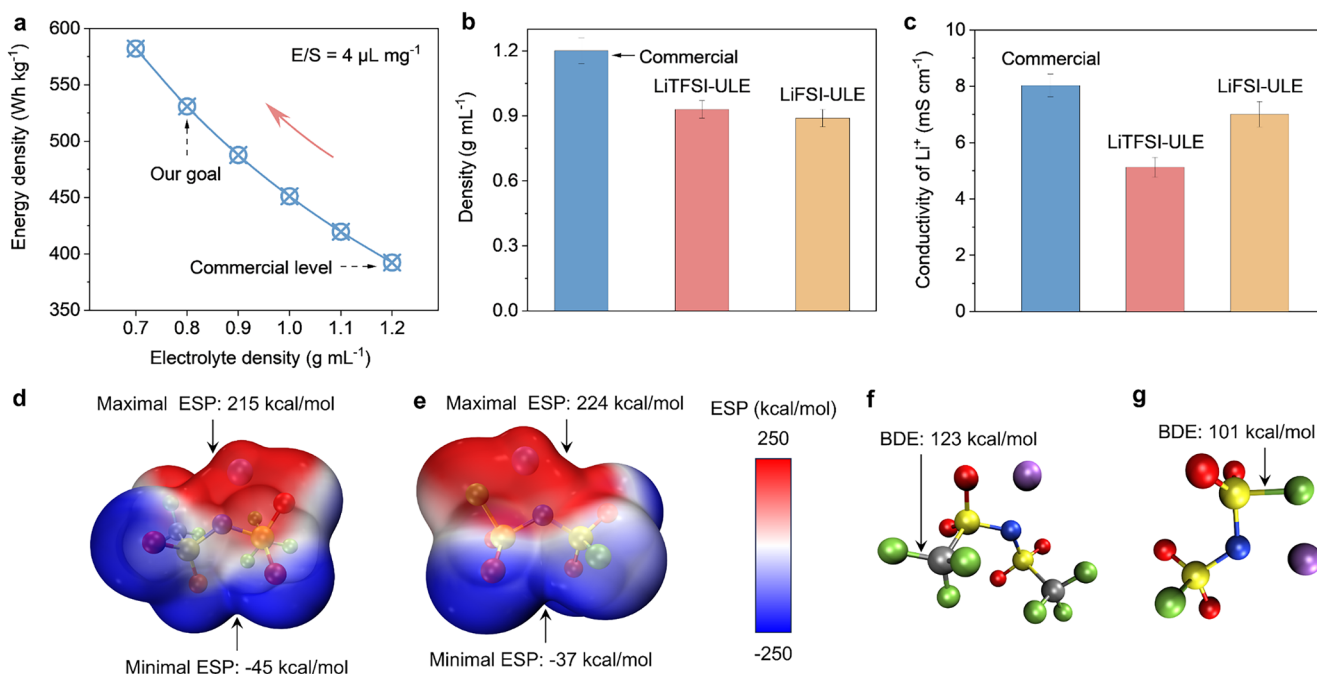 a
Energy density (Wh kg⁻¹)
600
550
500
450
400
350
E/S = 4 µL mg⁻¹
Our goal
Commercial level
0.7 0.8 0.9 1.0 1.1 1.2
Electrolyte density (g mL⁻¹)
b
Density (g mL⁻¹)
1.2
0.9
0.6
0.3
0.0
Commercial
LiTFSI-ULE
LiFSI-ULE
c
Conductivity of Li⁺ (mS cm⁻¹)
10
8
6
4
2
0
Commercial
LiTFSI-ULE
LiFSI-ULE
d
Maximal ESP: 215 kcal/mol
Minimal ESP: -45 kcal/mol
e
Maximal ESP: 224 kcal/mol
Minimal ESP: -37 kcal/mol
ESP (kcal/mol)
250
-250
f
BDE: 123 kcal/mol
g
BDE: 101 kcal/mol